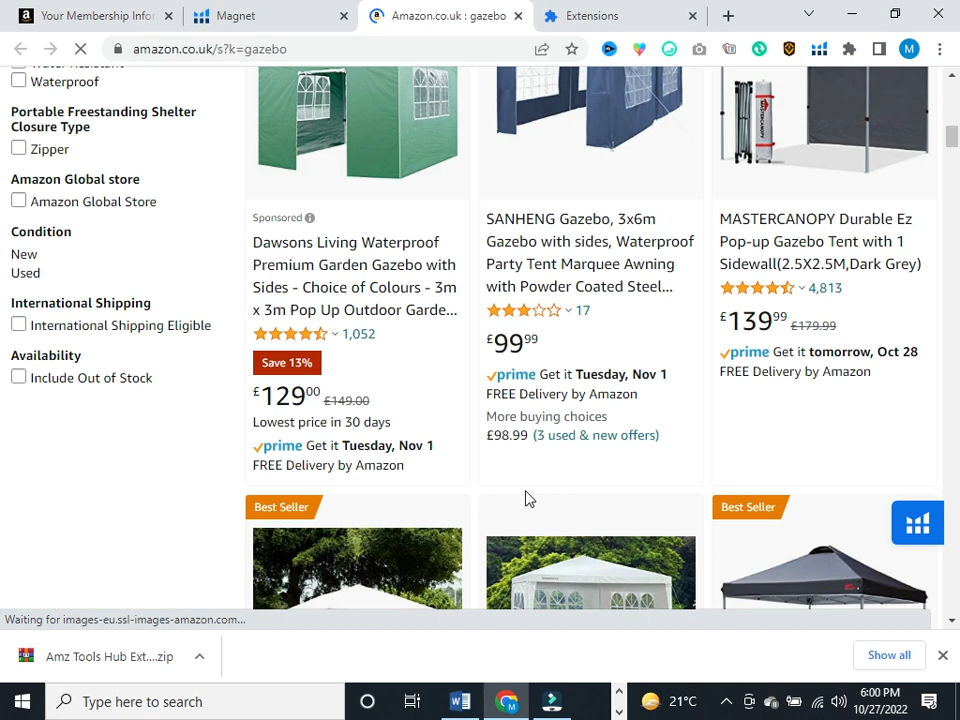 Your Membership Infor
Magnet
Amazon.co.uk : gazebo
Extensions
amazon.co.uk/s?k=gazebo
M
Waterproof
Portable Freestanding Shelter
Closure Type
Zipper
Amazon Global store
Amazon Global Store
Condition
New
Used
International Shipping
International Shipping Eligible
Availability
Include Out of Stock
Sponsored
Dawsons Living Waterproof
Premium Garden Gazebo with
Sides - Choice of Colours - 3m
x 3m Pop Up Outdoor Garde...
1,052
Save 13%
£12900 £149.00
Lowest price in 30 days
prime Get it Tuesday, Nov 1
FREE Delivery by Amazon
SANHENG Gazebo, 3x6m
Gazebo with sides, Waterproof
Party Tent Marquee Awning
with Powder Coated Steel...
17
£9999
prime Get it Tuesday, Nov 1
FREE Delivery by Amazon
More buying choices
£98.99 (3 used & new offers)
MASTERCANOPY
MASTERCANOPY Durable Ez
Pop-up Gazebo Tent with 1
Sidewall(2.5X2.5M,Dark Grey)
4,813
£13999 £179.99
prime Get it tomorrow, Oct 28
FREE Delivery by Amazon
Best Seller
Best Seller
Waiting for images-eu.ssl-images-amazon.com...
Amz Tools Hub Ext....zip
Show all
Type here to search
21°C
6:00 PM
10/27/2022